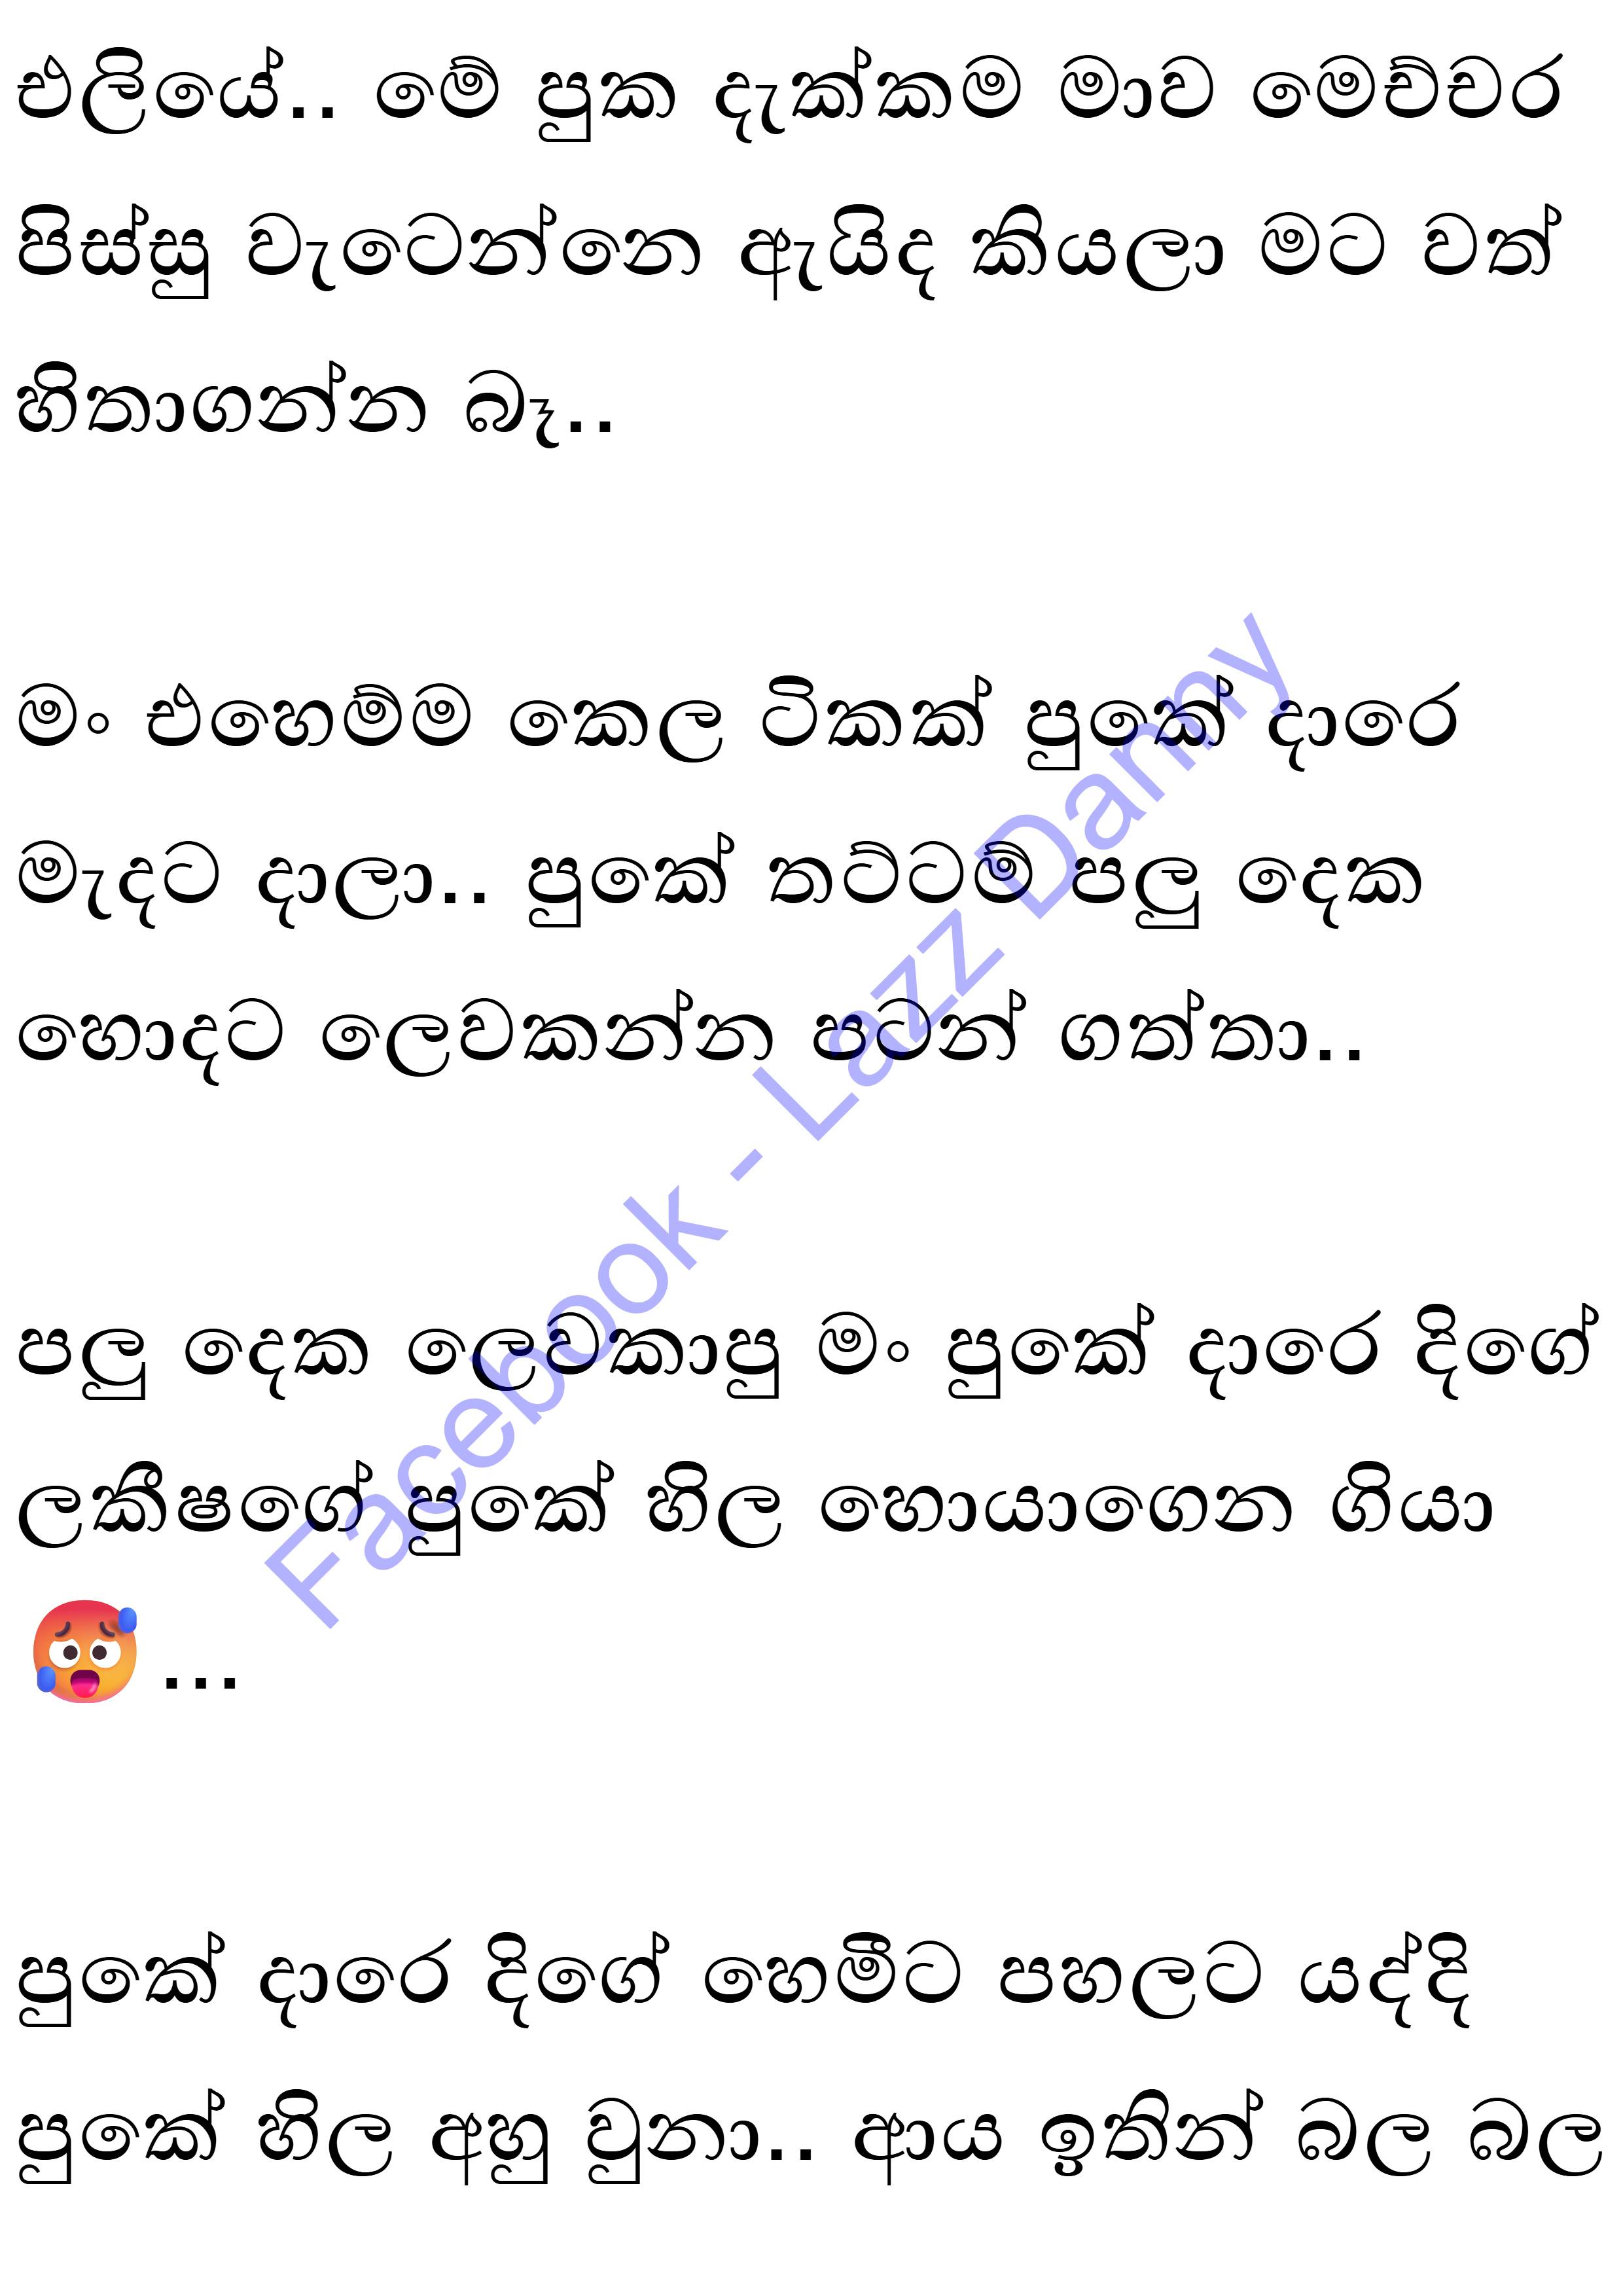 එලියේ.. මේ පුක දැක්කම මාව මෙච්චර
පිස්සු වැටෙන්නෙ ඇයිද කියලා මට වත්
හිතාගන්න බෑ..
මං එහෙම්ම කෙල ටිකක් පුකේ දාරෙ
මැදට දාලා.. පුකේ තට්ටම් පලු දෙක
හොදට ලෙවකන්න පටන් ගත්තා..
පලු දෙක ලෙවකාපු මං පුකේ දාරෙ දිගේ
ලකීෂගේ පුකේ හිල හොයාගෙන ගියා
🥵...
පුකේ දාරෙ දිගේ හෙමීට පහලට යද්දි
පුකේ හිල අහු වුනා.. ආය ඉතින් බල බල
Facebook - Lazz Danny